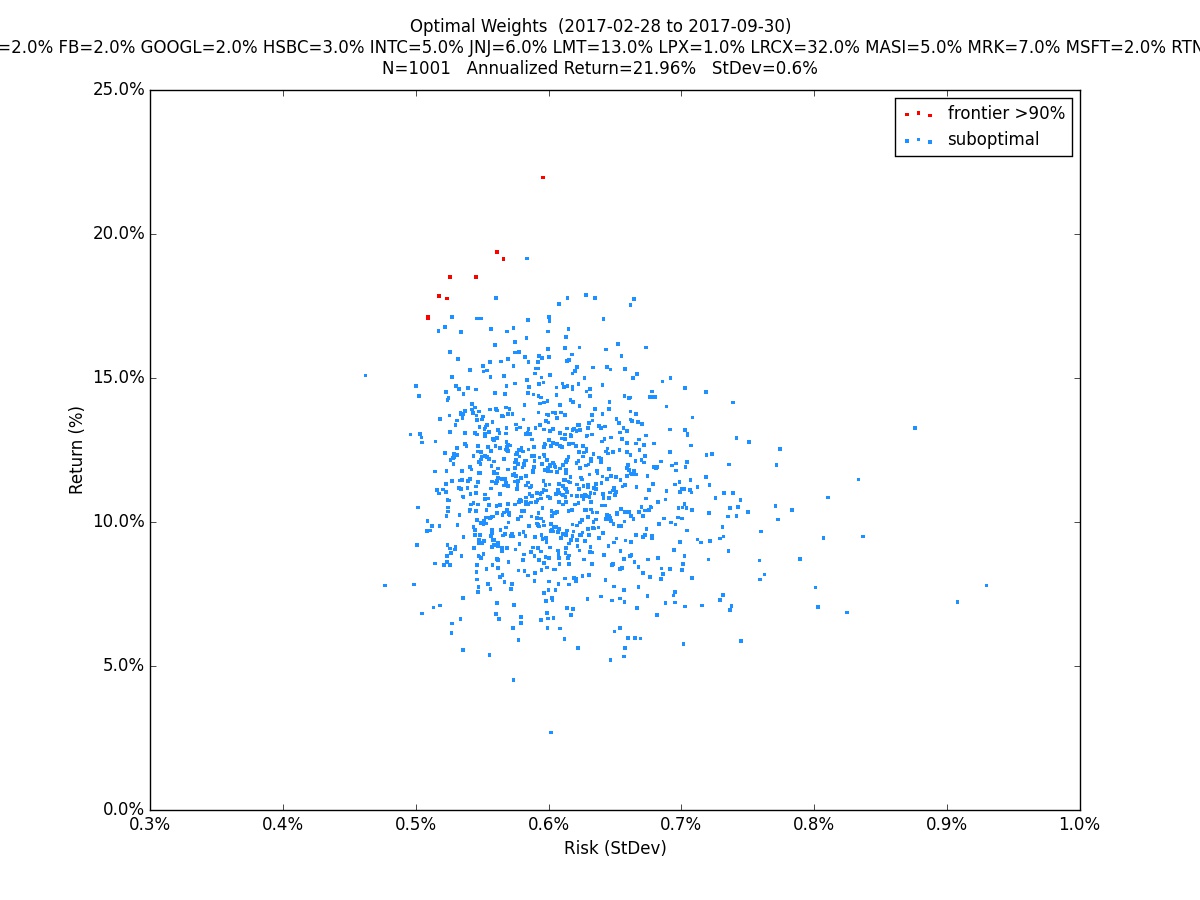 Optimal Weights (2017-02-28 to 2017-09-30)
=2.0% FB=2.0% GOOGL=2.0% HSBC=3.0% INTC=5.0% JNJ=6.0% LMT=13.0% LPX=1.0% LRCX=32.0% MASI=5.0% MRK=7.0% MSFT=2.0% RTN
N=1001 Annualized Return=21.96% StDev=0.6%
25.0%
frontier >90%
suboptimal
20.0%
15.0%
Return (%)
10.0%
5.0%
0.0%
0.3% 0.4% 0.5% 0.6% 0.7% 0.8% 0.9% 1.0%
Risk (StDev)